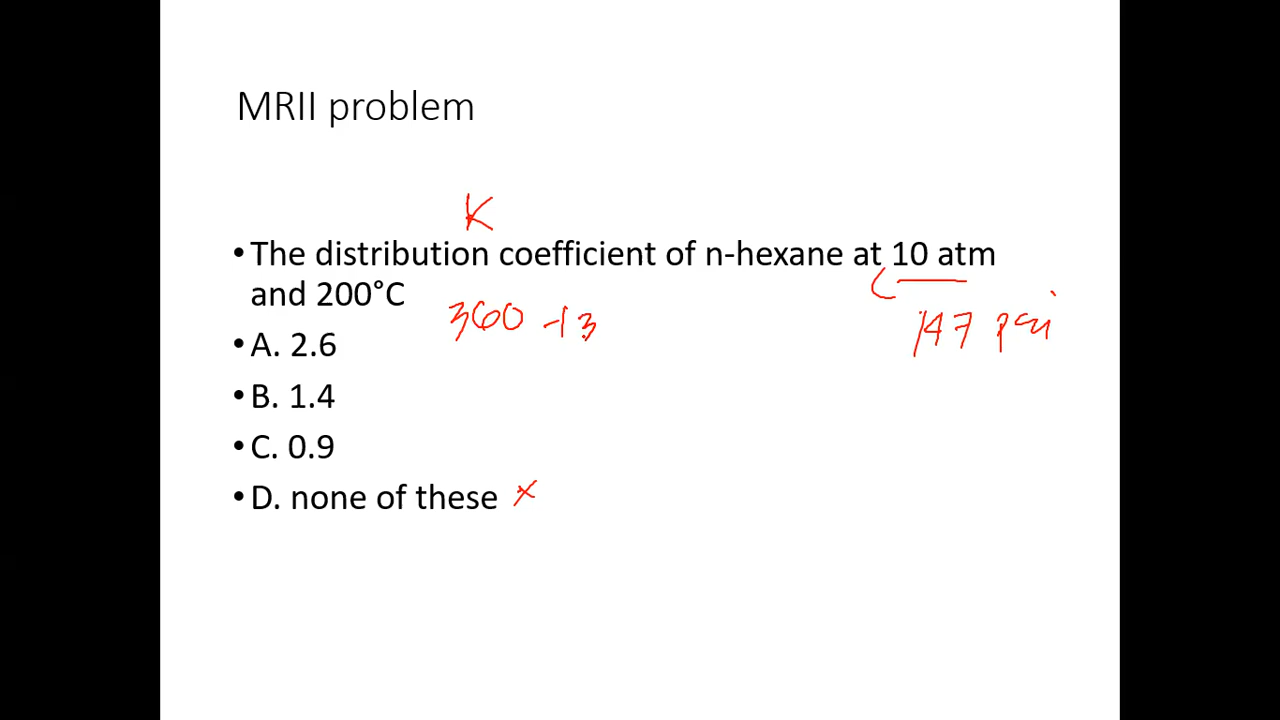 MRII problem
K
• The distribution coefficient of n-hexane at 10 atm
and 200°C
360 -13
147 psi
• A. 2.6
• B. 1.4
• C. 0.9
• D. none of these ×